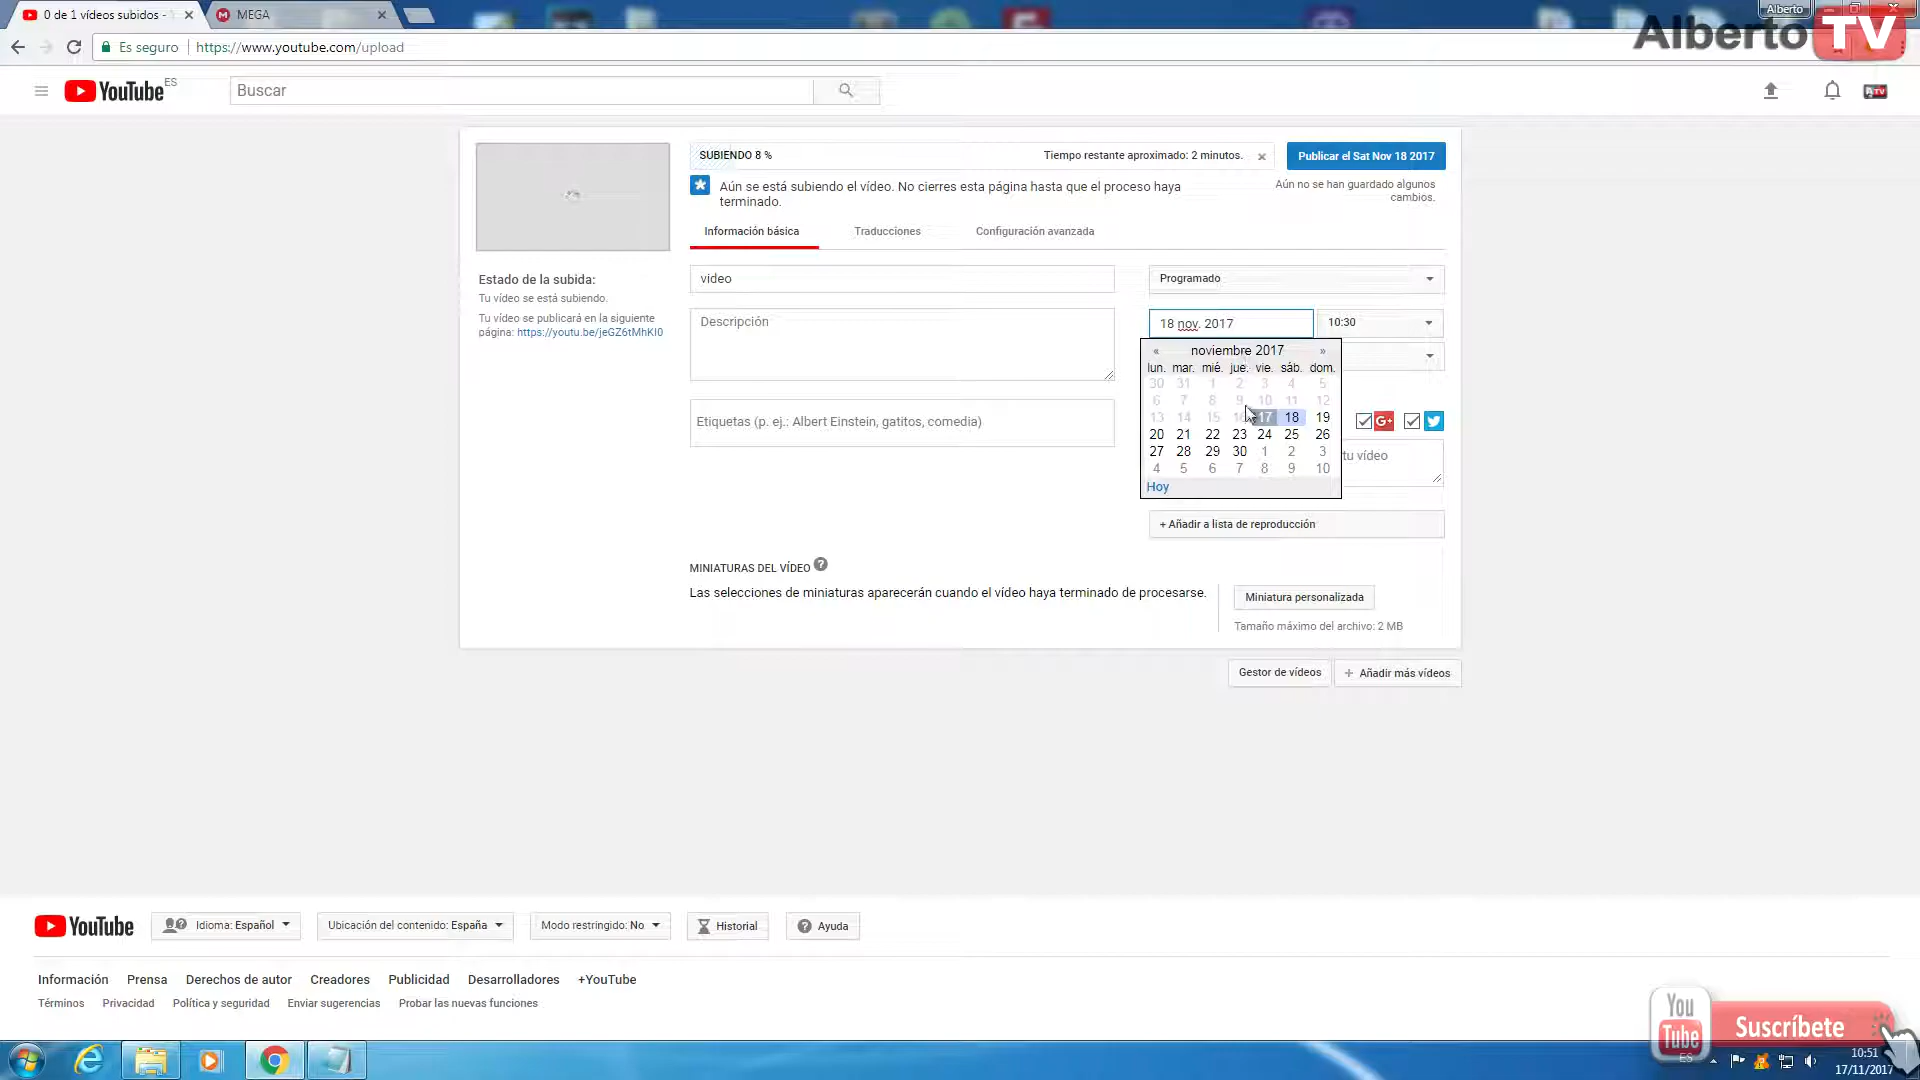 0 de 1 vídeos subidos -
MEGA
Alberto
Alberto TV
Es seguro
https://www.youtube.com/upload
YouTube ES
Buscar
SUBIENDO 8 %
Tiempo restante aproximado: 2 minutos.
Publicar el Sat Nov 18 2017
Aún se está subiendo el vídeo. No cierres esta página hasta que el proceso haya
terminado.
Aún no se han guardado algunos
cambios.
Información básica
Traducciones
Configuración avanzada
Estado de la subida:
Tu vídeo se está subiendo.
Tu vídeo se publicará en la siguiente
página: https://youtu.be/jeGZ6tMhKI0
video
Programado
Descripción
18 nov. 2017
10:30
« noviembre 2017 »
lun. mar. mié. jue. vie. sáb. dom.
30 31 1 2 3 4 5
6 7 8 9 10 11 12
13 14 15 16 17 18 19
20 21 22 23 24 25 26
27 28 29 30 1 2 3
4 5 6 7 8 9 10
Hoy
Etiquetas (p. ej.: Albert Einstein, gatitos, comedia)
G+
tu vídeo
+ Añadir a lista de reproducción
MINIATURAS DEL VÍDEO ?
Las selecciones de miniaturas aparecerán cuando el vídeo haya terminado de procesarse.
Miniatura personalizada
Tamaño máximo del archivo: 2 MB
Gestor de vídeos
+ Añadir más vídeos
YouTube
Idioma: Español
Ubicación del contenido: España
Modo restringido: No
Historial
? Ayuda
Información Prensa Derechos de autor Creadores Publicidad Desarrolladores +YouTube
Términos Privacidad Política y seguridad Enviar sugerencias Probar las nuevas funciones
You
Tube
Suscríbete
ES
10:51
17/11/2017